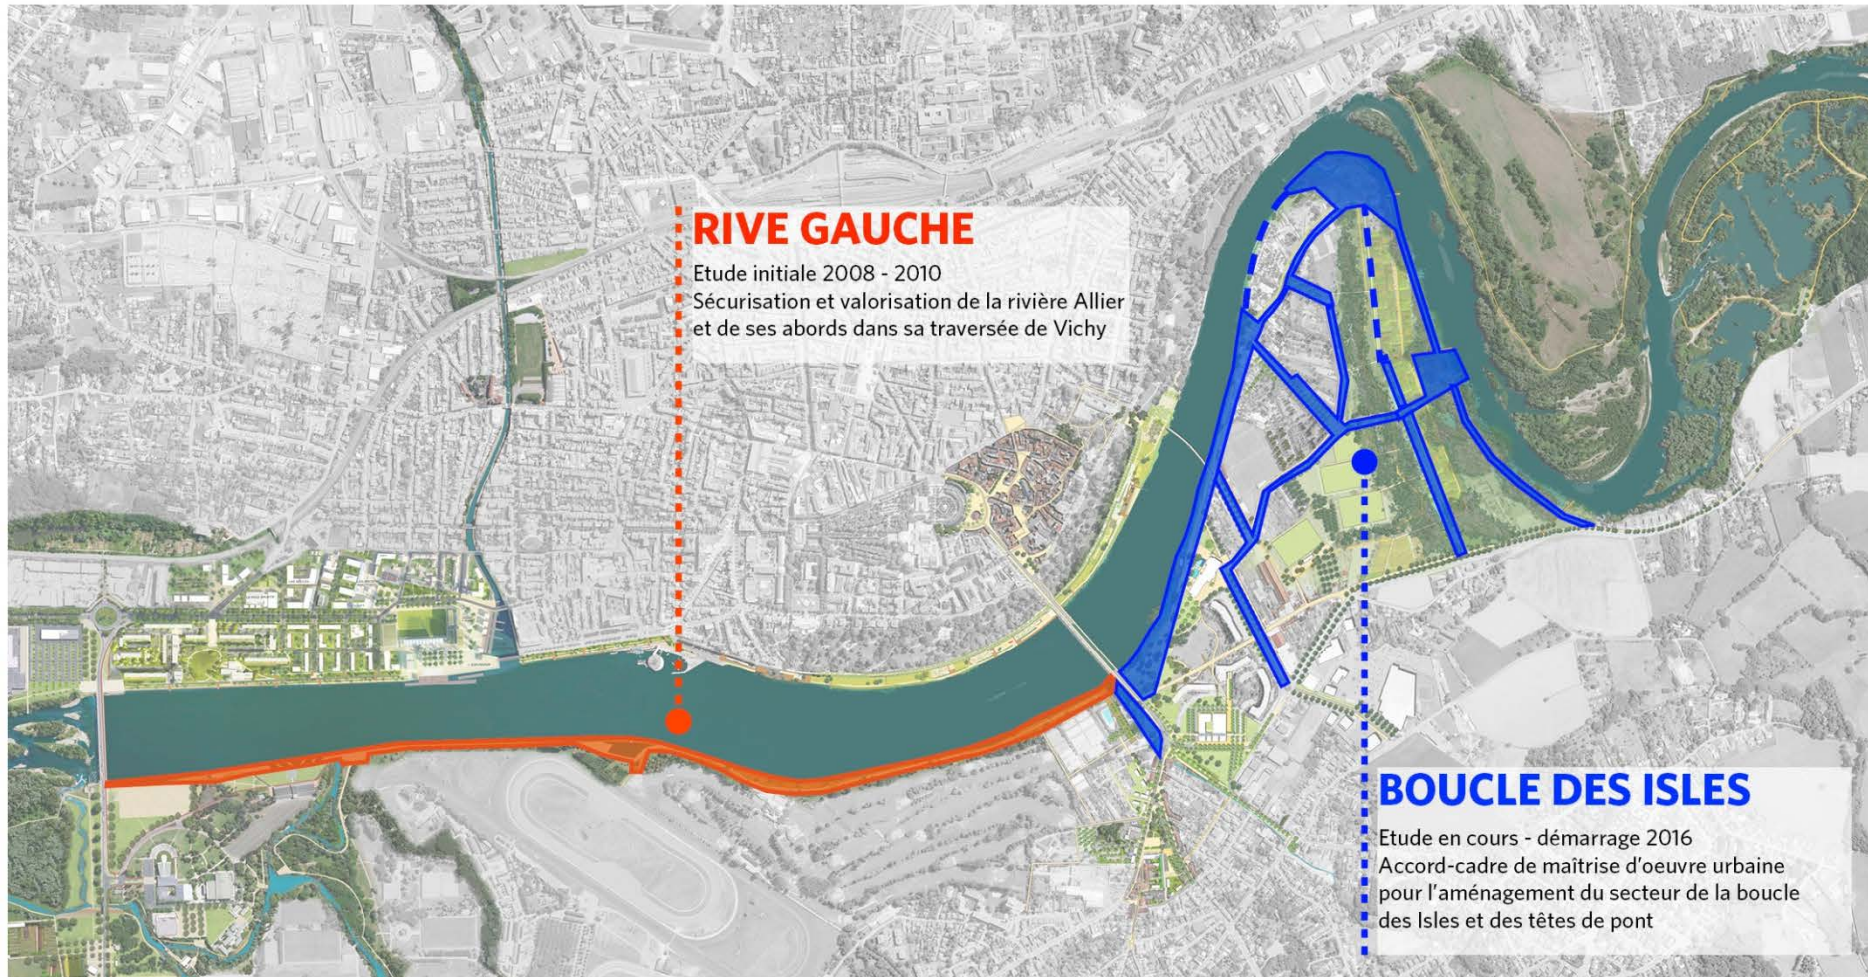 RIVE GAUCHE
Etude initiale 2008 - 2010
Sécurisation et valorisation de la rivière Allier
et de ses abords dans sa traversée de Vichy
BOUCLE DES ISLES
Etude en cours - démarrage 2016
Accord-cadre de maîtrise d'oeuvre urbaine
pour l'aménagement du secteur de la boucle
des Isles et des têtes de pont